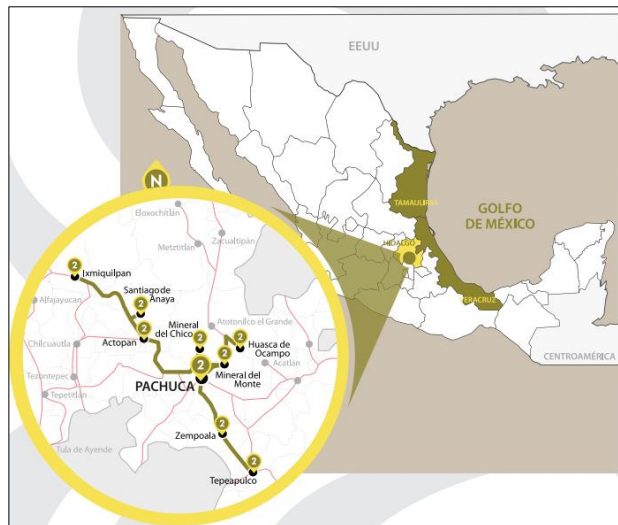 EEUU
TAMAULIPAS
GOLFO
DE MÉXICO
HIDALGO
VERACRUZ
CENTROAMÉRICA
N
Eloxochitlán
Metztitlán
Zacualtipán
2
Ixmiquilpan
Santiago de
Anaya
2
Alfajayucan
Mineral
del Chico
2
Atotonilco el Grande
2
Huasca de
Ocampo
Chilcuautla
2
Actopan
2
Acatlán
Tezontepec
PACHUCA
2
Mineral del
Monte
Tepetitlán
Zempoala
2
Tula de Ayende
2
Tepeapulco